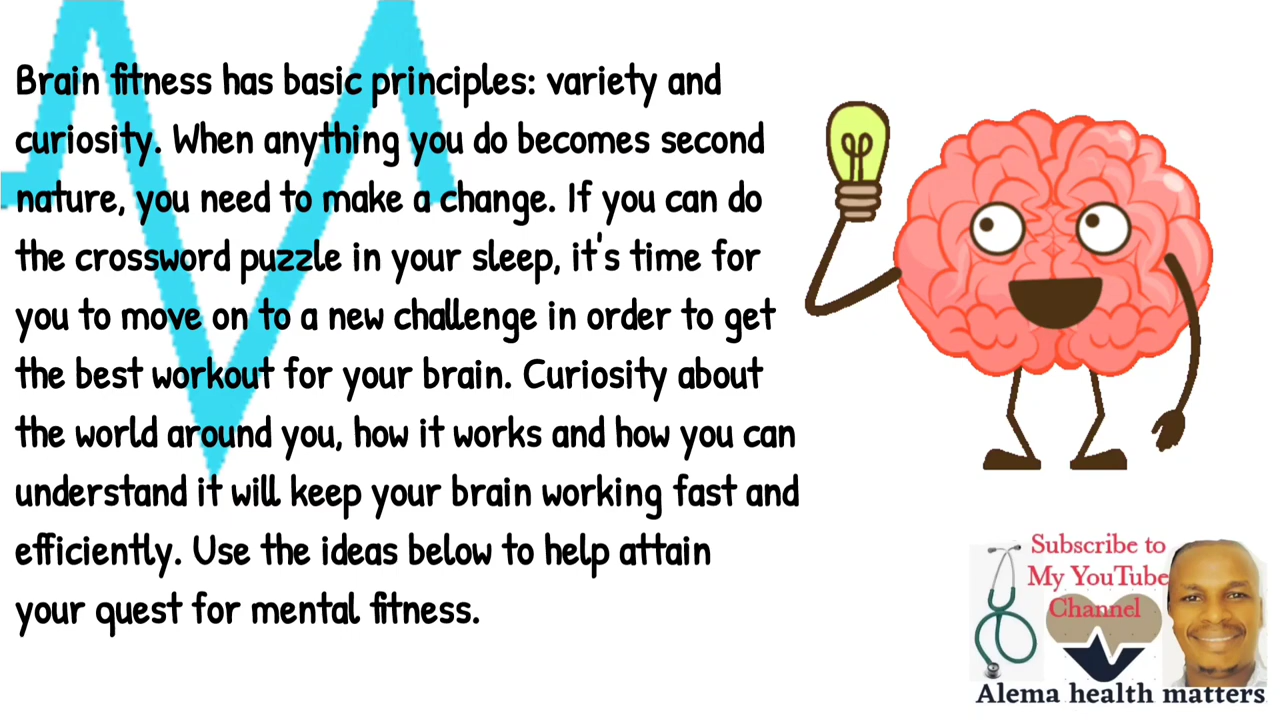 Brain fitness has basic principles: variety and
curiosity. When anything you do becomes second
nature, you need to make a change. If you can do
the crossword puzzle in your sleep, it's time for
you to move on to a new challenge in order to get
the best workout for your brain. Curiosity about
the world around you, how it works and how you can
understand it will keep your brain working fast and
efficiently. Use the ideas below to help attain
your quest for mental fitness.
Subscribe to
My YouTube
Channel
Alema health matters